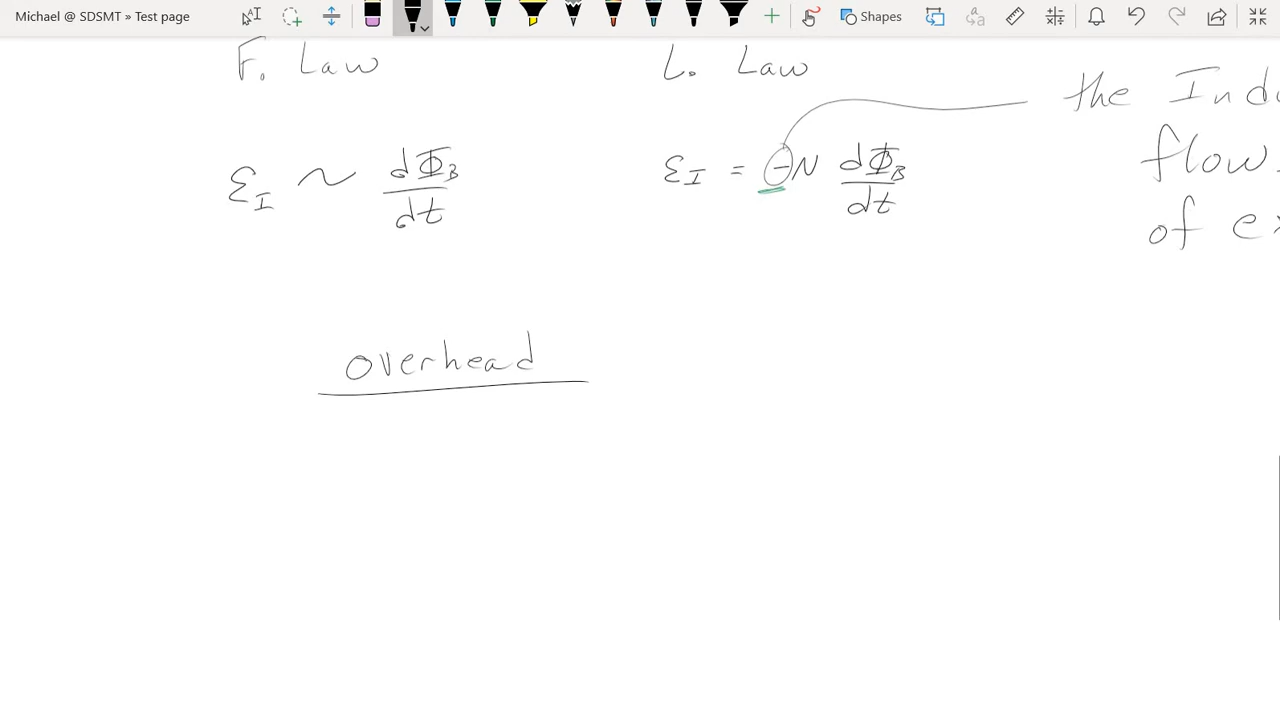 Michael @ SDSMT » Test page
Shapes
F. Law
L. Law
the Ind
flow
of e
ε_I ~ dΦ_B/dt
ε_I = -N dΦ_B/dt
overhead